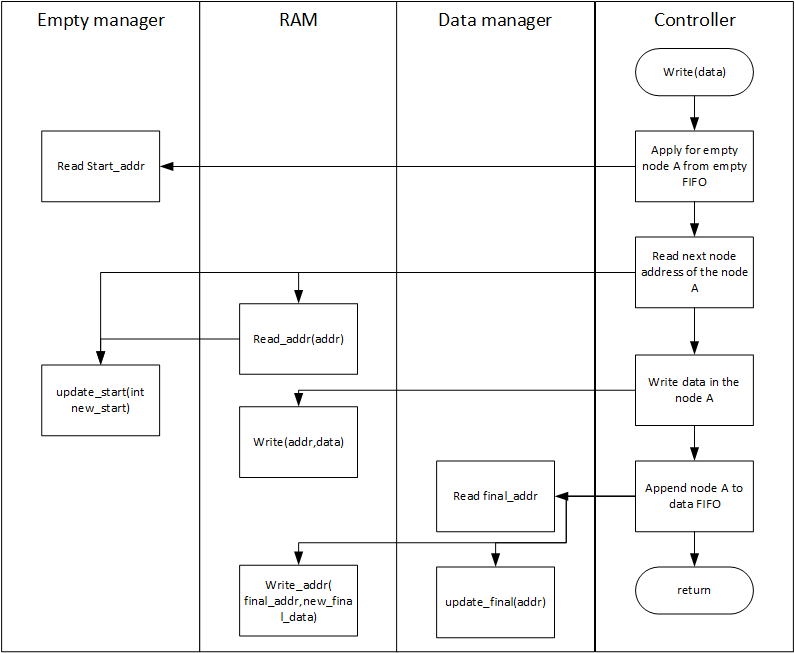 Empty manager
RAM
Data manager
Controller
Write(data)
Read Start_addr
Apply for empty
node A from empty
FIFO
Read next node
address of the node
A
Read_addr(addr)
update_start(int
new_start)
Write data in the
node A
Write(addr,data)
Read final_addr
Append node A to
data FIFO
Write_addr(
final_addr,new_fina
l_data)
update_final(addr)
return